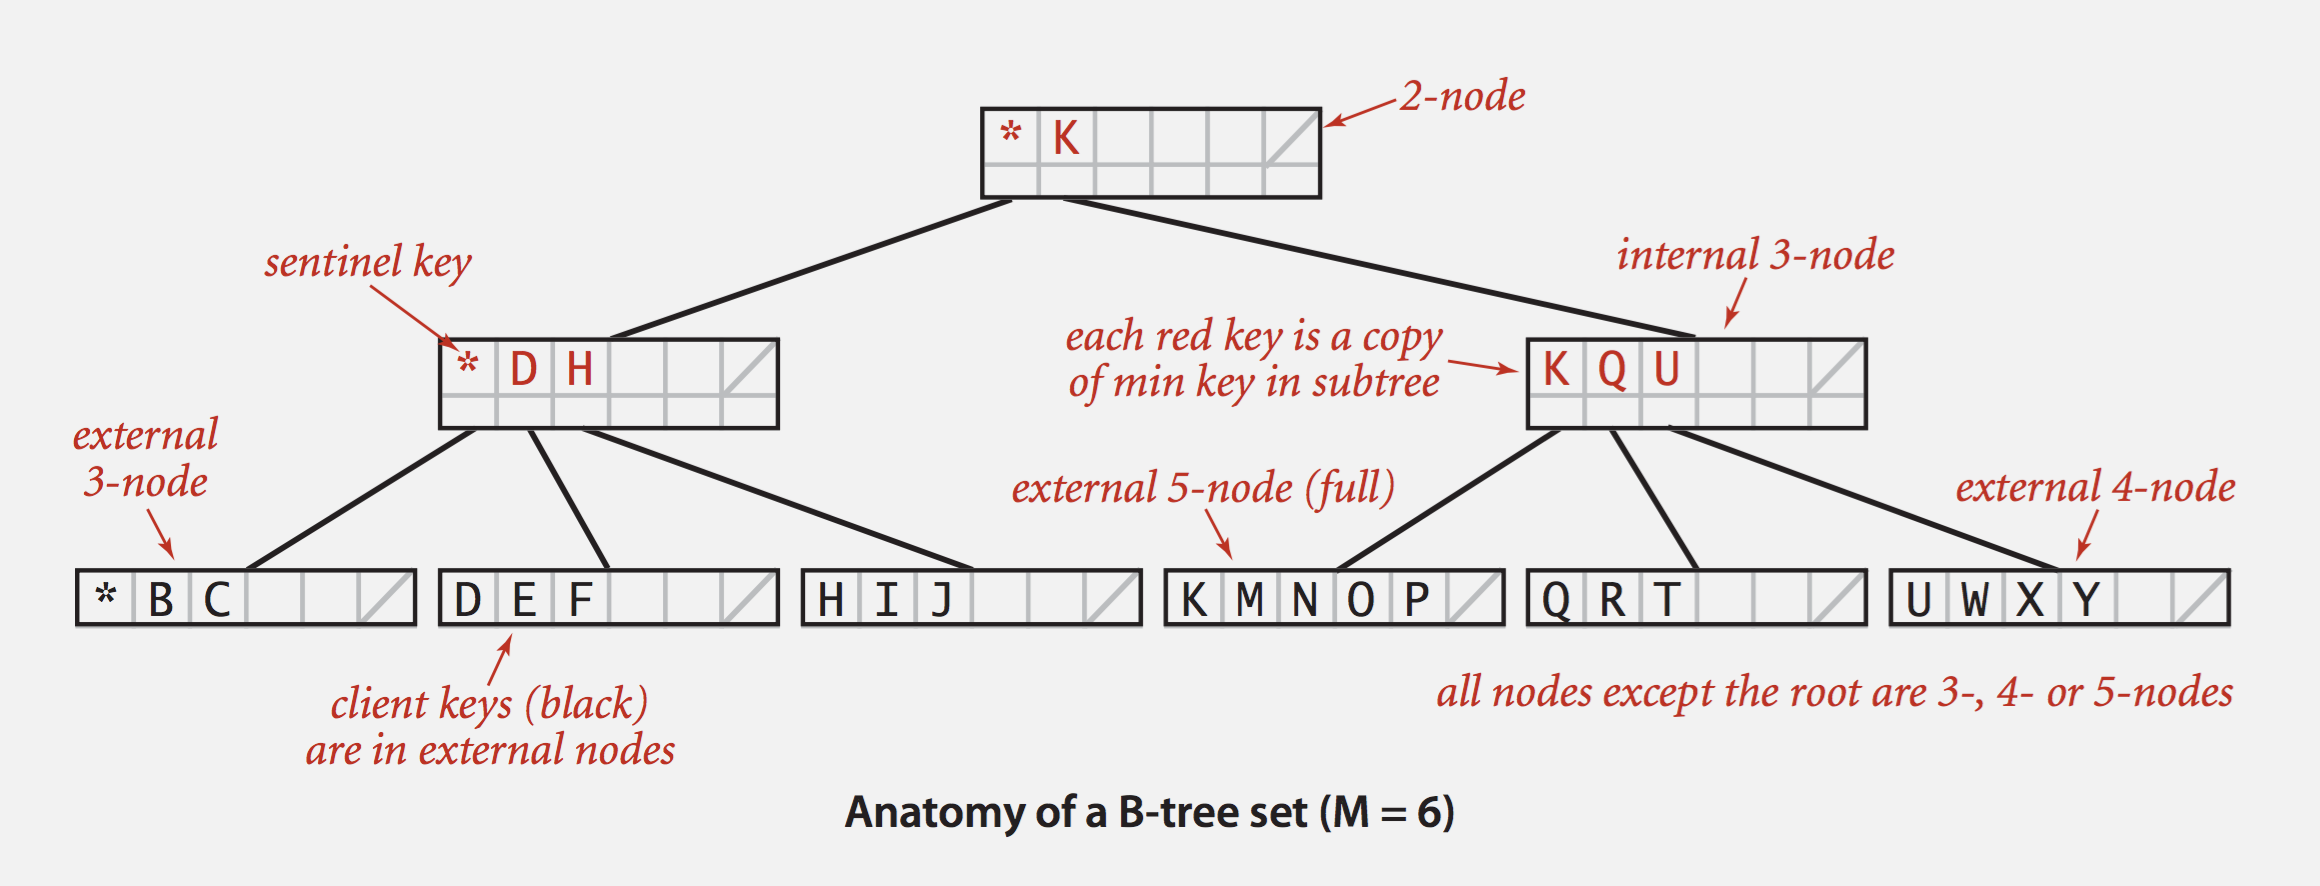 2-node
* K
sentinel key
internal 3-node
each red key is a copy
of min key in subtree
* D H
K Q U
external
3-node
external 5-node (full)
external 4-node
* B C
D E F
H I J
K M N O P
Q R T
U W X Y
client keys (black)
are in external nodes
all nodes except the root are 3-, 4- or 5-nodes
Anatomy of a B-tree set (M = 6)